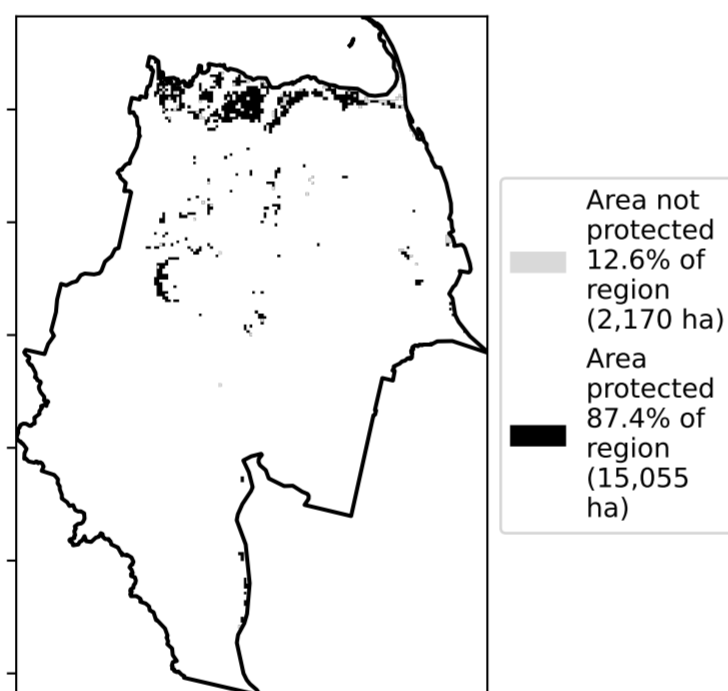 Area not
protected
12.6% of
region
(2,170 ha)
Area
protected
87.4% of
region
(15,055
ha)